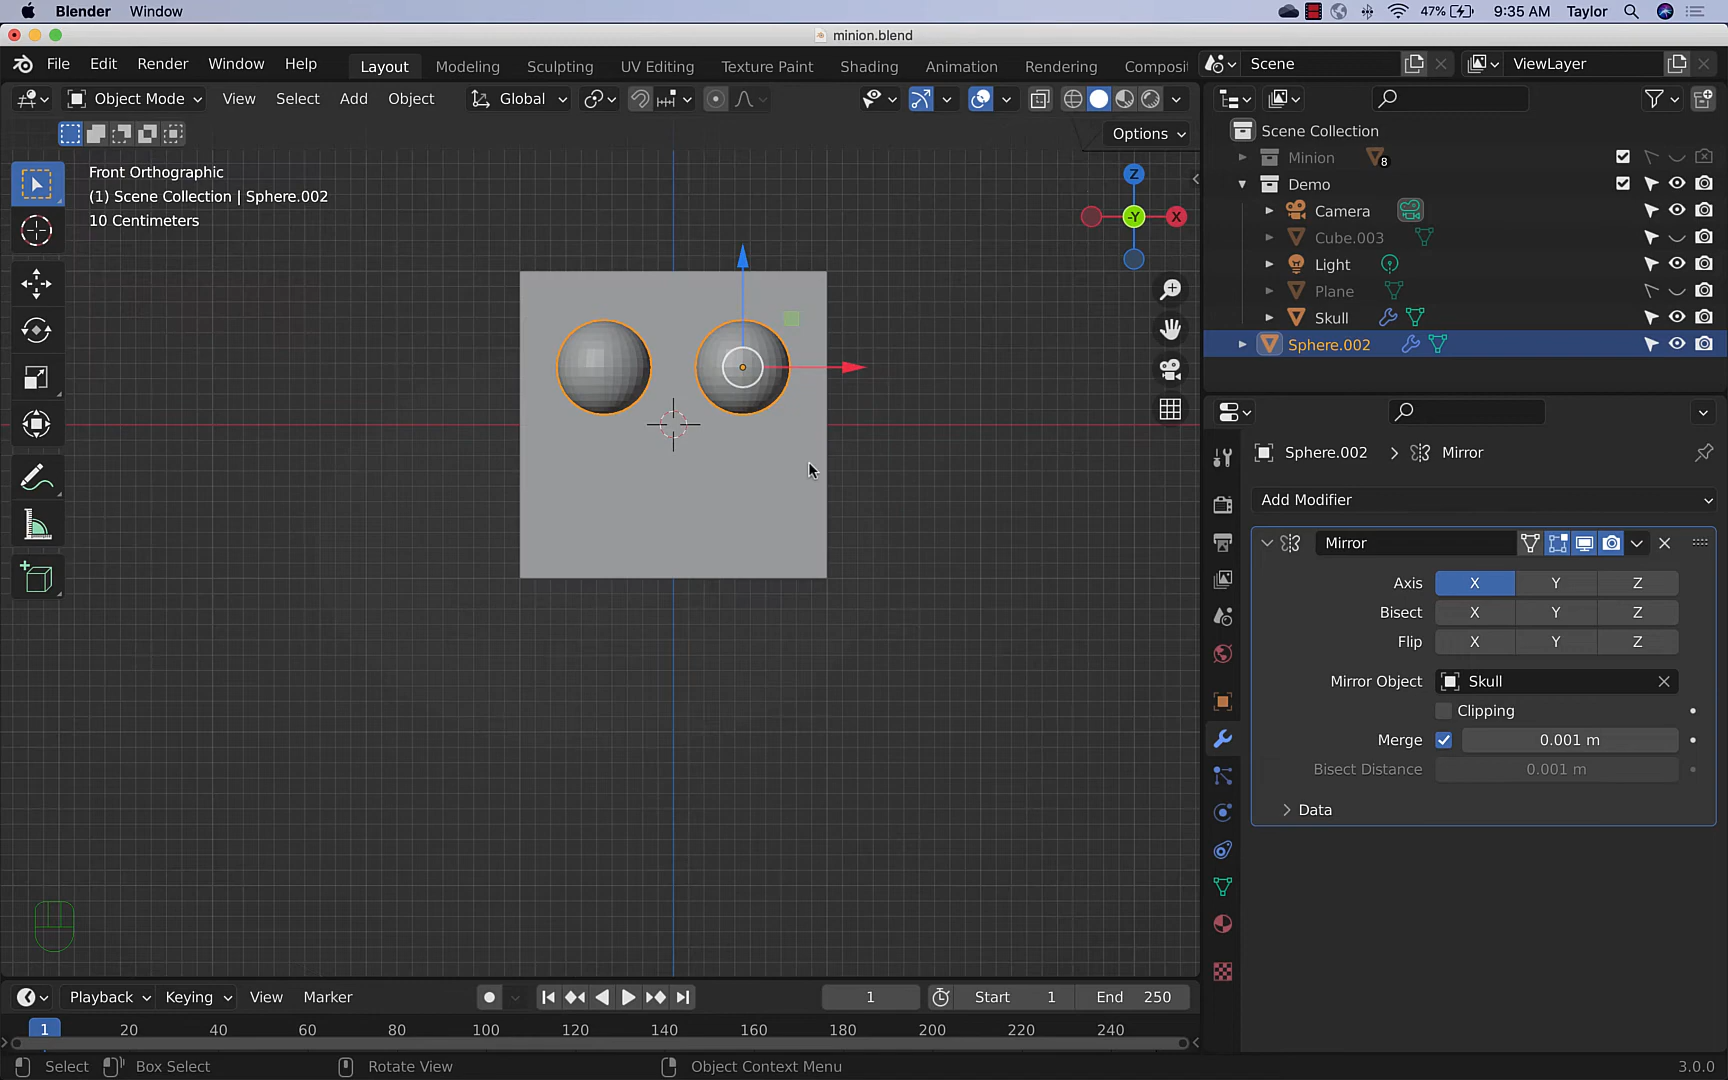 Blender Window 47% 9:35 AM Taylor
minion.blend
File Edit Render Window Help Layout Modeling Sculpting UV Editing Texture Paint Shading Animation Rendering Composit Scene ViewLayer
Object Mode View Select Add Object Global
Options
Front Orthographic
(1) Scene Collection | Sphere.002
10 Centimeters
Z
-Y
X
Scene Collection
Minion 8
Demo
Camera
Cube.003
Light
Plane
Skull
Sphere.002
Sphere.002 > Mirror
Add Modifier
Mirror
Axis X Y Z
Bisect X Y Z
Flip X Y Z
Mirror Object Skull
Clipping
Merge 0.001 m
Bisect Distance 0.001 m
Data
Playback Keying View Marker 1 Start 1 End 250
1 20 40 60 80 100 120 140 160 180 200 220 240
Select Box Select Rotate View Object Context Menu 3.0.0